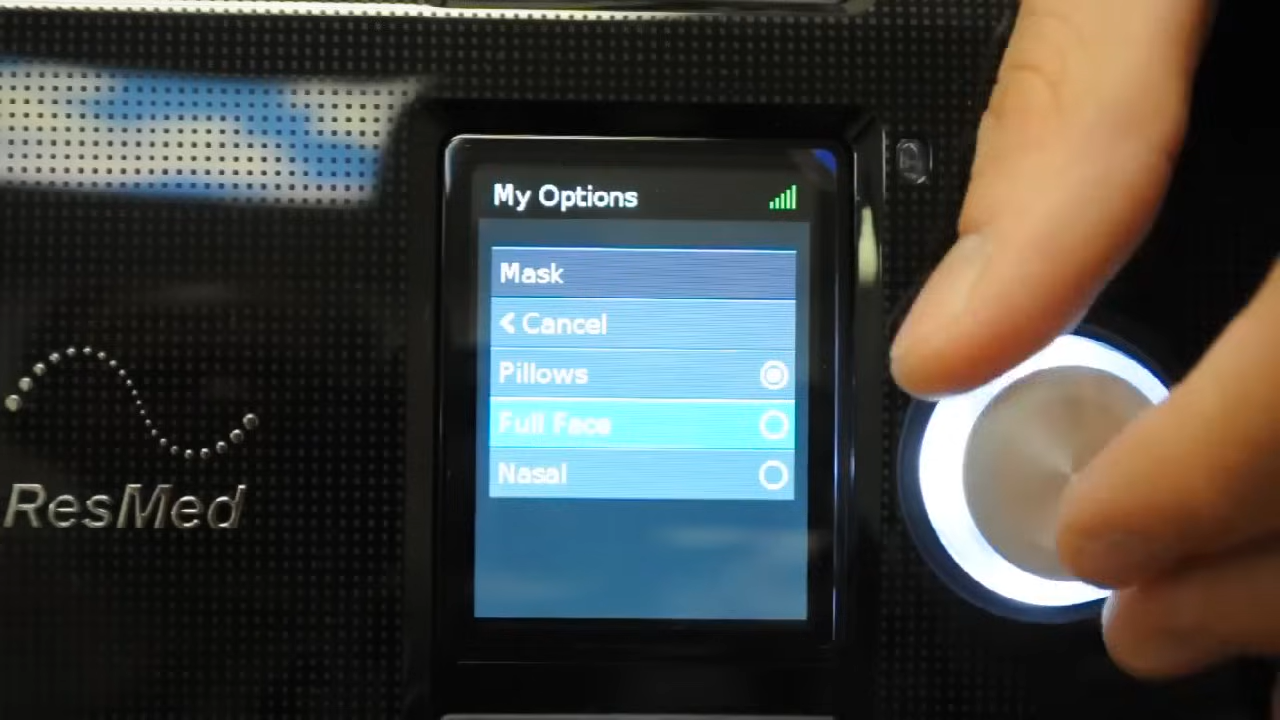 My Options
Mask
Cancel
Pillows
Full Face
Nasal
ResMed